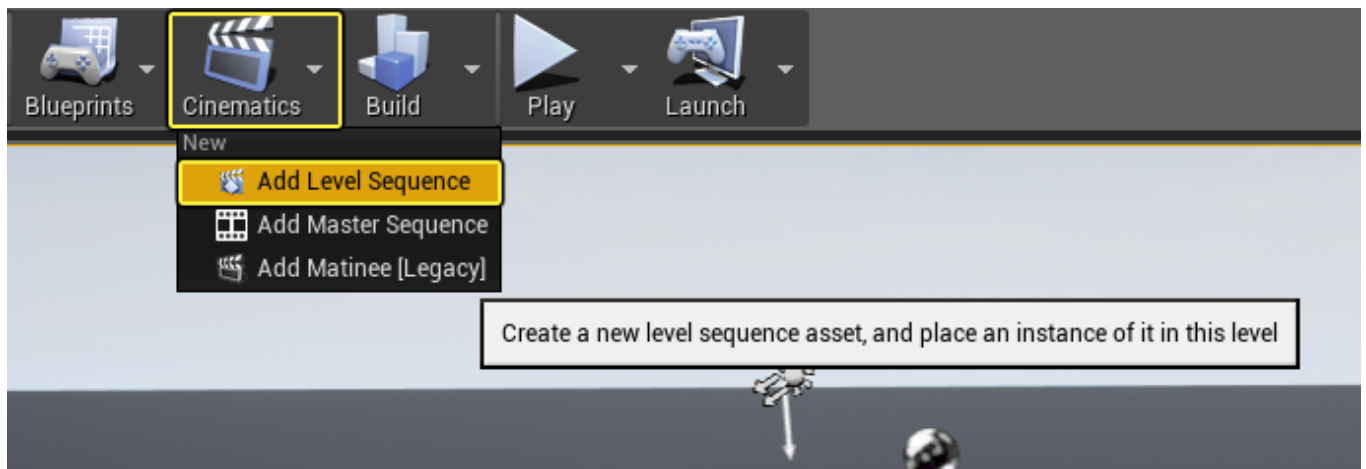 Blueprints
Cinematics
Build
Play
Launch
New
Add Level Sequence
Add Master Sequence
Add Matinee [Legacy]
Create a new level sequence asset, and place an instance of it in this level